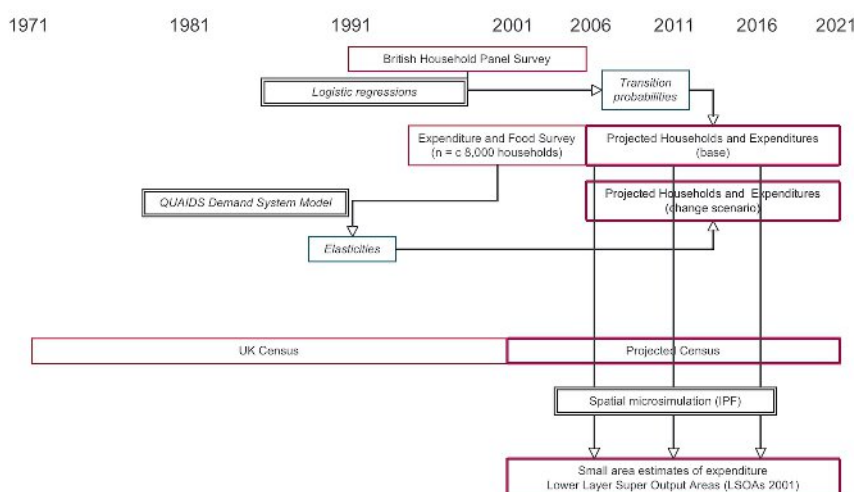 1971 1981 1991 2001 2006 2011 2016 2021
British Household Panel Survey
Logistic regressions
Transition
probabilities
Expenditure and Food Survey
(n = c 8,000 households)
Projected Households and Expenditures
(base)
Projected Households and Expenditures
(change scenario)
QUAIDS Demand System Model
Elasticities
UK Census
Projected Census
Spatial microsimulation (IPF)
Small area estimates of expenditure
Lower Layer Super Output Areas (LSOAs 2001)